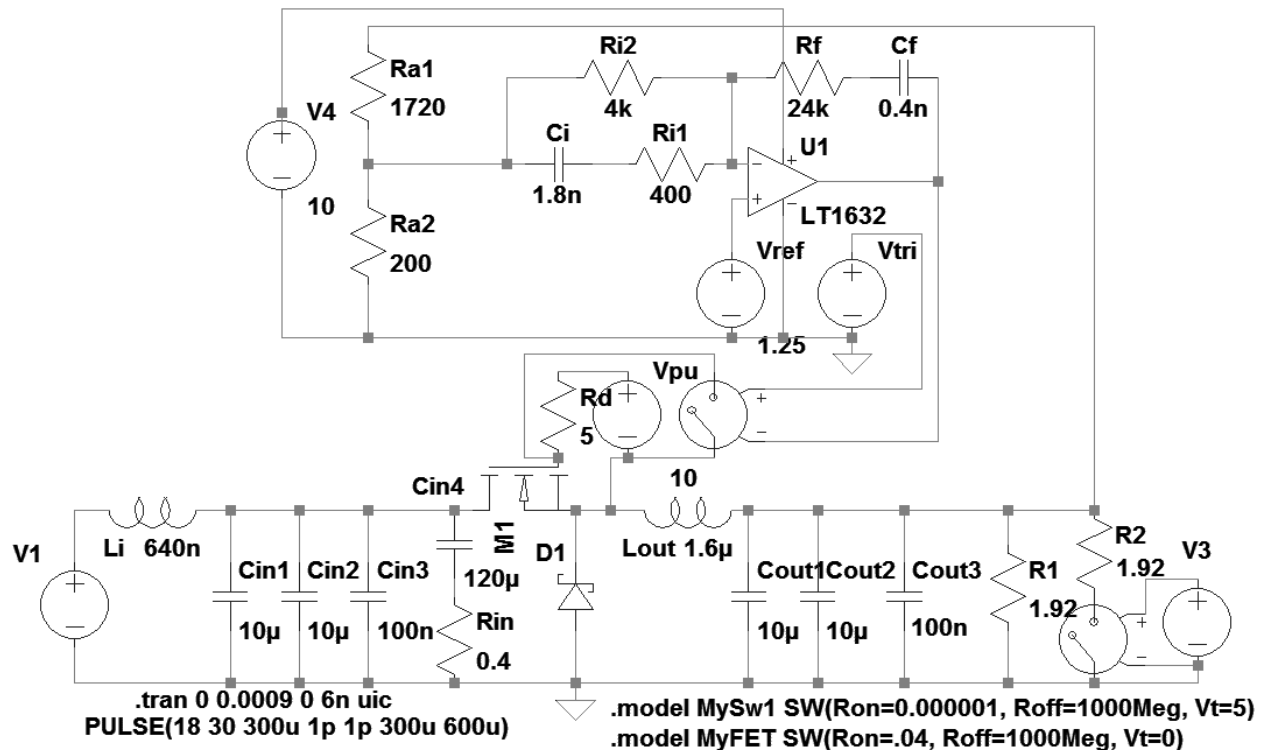 Ra1
1720
V4
10
Ra2
200
Ri2
4k
Ci
1.8n
Ri1
400
Rf
24k
Cf
0.4n
U1
LT1632
Vref
1.25
Vtri
Vpu
10
Rd
5
Cin4
120µ
M1
Rin
0.4
V1
Li 640n
Cin1
10µ
Cin2
10µ
Cin3
100n
D1
Lout 1.6µ
Cout1
10µ
Cout2
10µ
Cout3
100n
R1
1.92
R2
1.92
V3
.tran 0 0.0009 0 6n uic
PULSE(18 30 300u 1p 1p 300u 600u)
.model MySw1 SW(Ron=0.000001, Roff=1000Meg, Vt=5)
.model MyFET SW(Ron=.04, Roff=1000Meg, Vt=0)